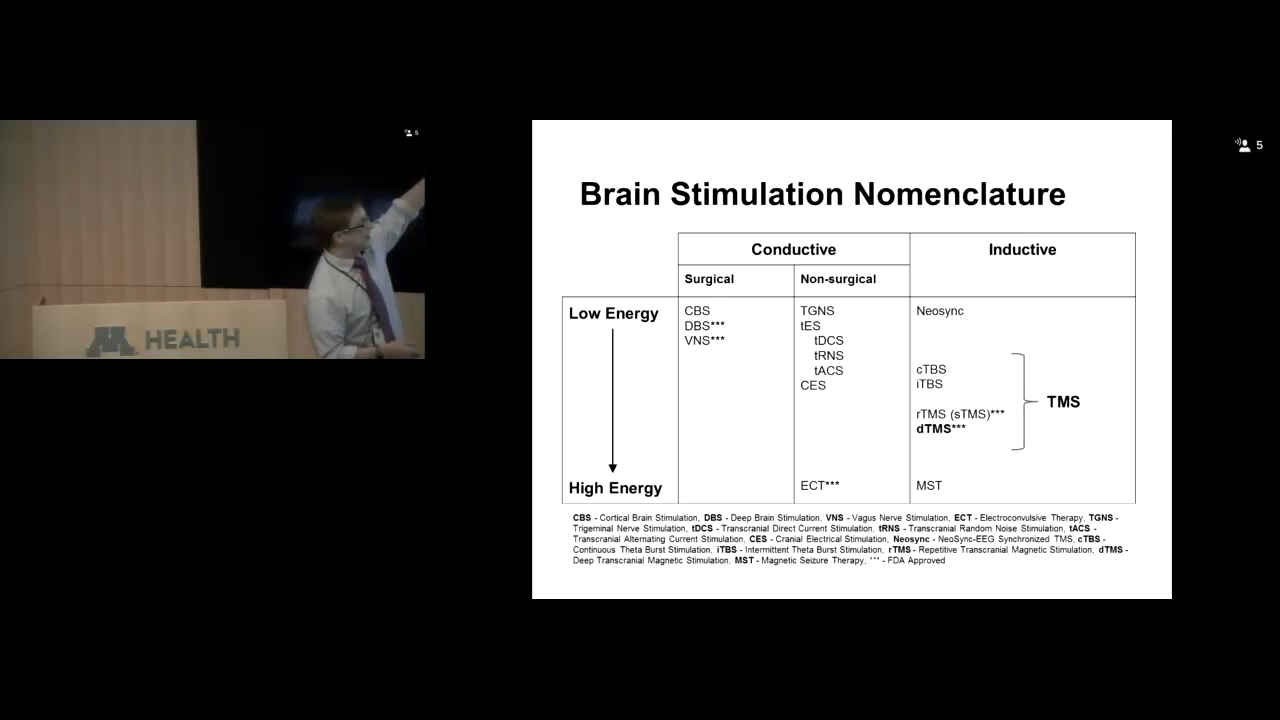 5
HEALTH
5
Brain Stimulation Nomenclature
Conductive
Inductive
Surgical
Non-surgical
Low Energy
High Energy
CBS
DBS***
VNS***
TGNS
tES
tDCS
tRNS
tACS
CES
ECT***
Neosync
cTBS
iTBS
rTMS (sTMS)***
dTMS***
TMS
MST
CBS - Cortical Brain Stimulation, DBS - Deep Brain Stimulation, VNS - Vagus Nerve Stimulation, ECT - Electroconvulsive Therapy, TGNS -
Trigeminal Nerve Stimulation, tDCS - Transcranial Direct Current Stimulation, tRNS - Transcranial Random Noise Stimulation, tACS -
Transcranial Alternating Current Stimulation, CES - Cranial Electrical Stimulation, Neosync - NeoSync-EEG Synchronized TMS, cTBS -
Continuous Theta Burst Stimulation, iTBS - Intermittent Theta Burst Stimulation, rTMS - Repetitive Transcranial Magnetic Stimulation, dTMS -
Deep Transcranial Magnetic Stimulation, MST - Magnetic Seizure Therapy, *** - FDA Approved